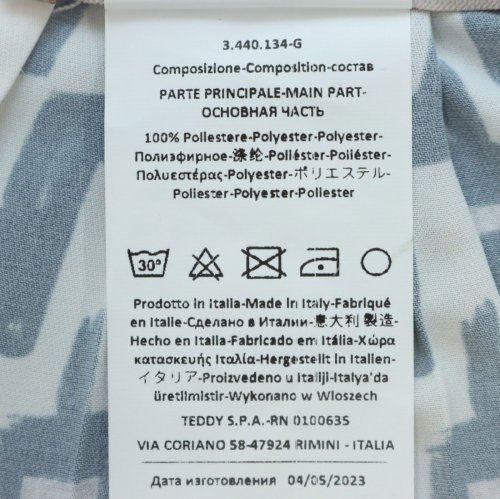 3.440.134-G
Composizione-Composition-состав
PARTE PRINCIPALE-MAIN PART-
ОСНОВНАЯ ЧАСТЬ
100% Poliestere-Polyester-Polyester-
Полиэфирное-涤纶-Poliéster-Poliéster-
Πολυεστέρας-Polyester-ポリエステル-
Poliester-Polyester-Poliester
30°
Prodotto in Italia-Made in Italy-Fabriqué
en Italie-Сделано в Италии-意大利 製造-
Hecho en Italia-Fabricado em Itália-Χώρα
κατασκευής Ιταλία-Hergestellt in Italien-
イタリア-Proizvedeno u Italiji-Italya'da
üretilmistir-Wykonano w Wloszech
TEDDY S.P.A.-RN 0100635
VIA CORIANO 58-47924 RIMINI - ITALIA
Дата изготовления 04/05/2023